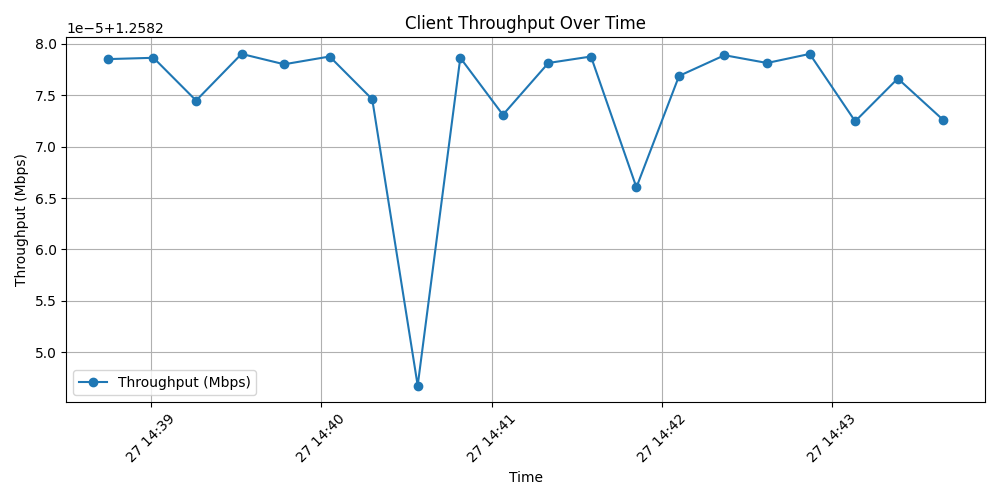 Client Throughput Over Time
1e−5+1.2582
8.0
7.5
7.0
6.5
6.0
5.5
5.0
Throughput (Mbps)
Throughput (Mbps)
27 14:39
27 14:40
27 14:41
27 14:42
27 14:43
Time